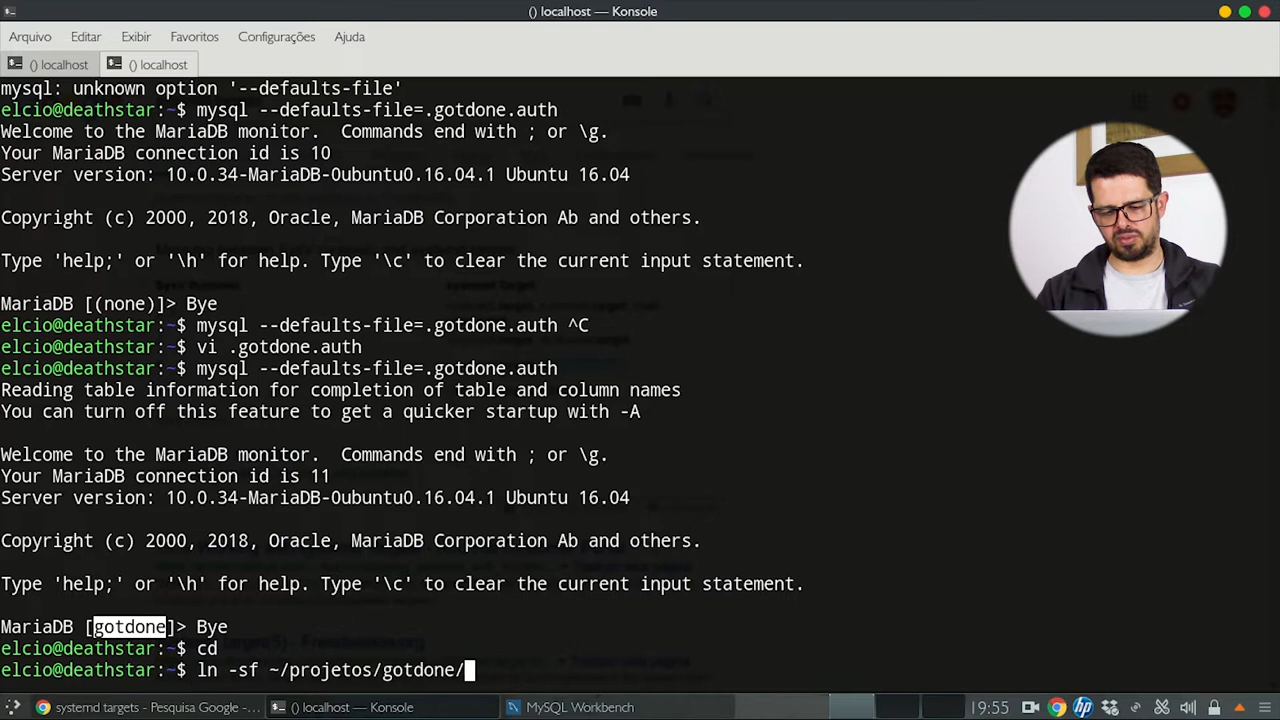 () localhost — Konsole
Arquivo Editar Exibir Favoritos Configurações Ajuda
() localhost () localhost
mysql: unknown option '--defaults-file'
elcio@deathstar:~$ mysql --defaults-file=.gotdone.auth
Welcome to the MariaDB monitor.  Commands end with ; or \g.
Your MariaDB connection id is 10
Server version: 10.0.34-MariaDB-0ubuntu0.16.04.1 Ubuntu 16.04
Copyright (c) 2000, 2018, Oracle, MariaDB Corporation Ab and others.
Type 'help;' or '\h' for help. Type '\c' to clear the current input statement.
MariaDB [(none)]> Bye
elcio@deathstar:~$ mysql --defaults-file=.gotdone.auth ^C
elcio@deathstar:~$ vi .gotdone.auth
elcio@deathstar:~$ mysql --defaults-file=.gotdone.auth
Reading table information for completion of table and column names
You can turn off this feature to get a quicker startup with -A
Welcome to the MariaDB monitor.  Commands end with ; or \g.
Your MariaDB connection id is 11
Server version: 10.0.34-MariaDB-0ubuntu0.16.04.1 Ubuntu 16.04
Copyright (c) 2000, 2018, Oracle, MariaDB Corporation Ab and others.
Type 'help;' or '\h' for help. Type '\c' to clear the current input statement.
MariaDB [gotdone]> Bye
elcio@deathstar:~$ cd
elcio@deathstar:~$ ln -sf ~/projetos/gotdone/
systemd targets - Pesquisa Google - () localhost — Konsole MySQL Workbench 19:55